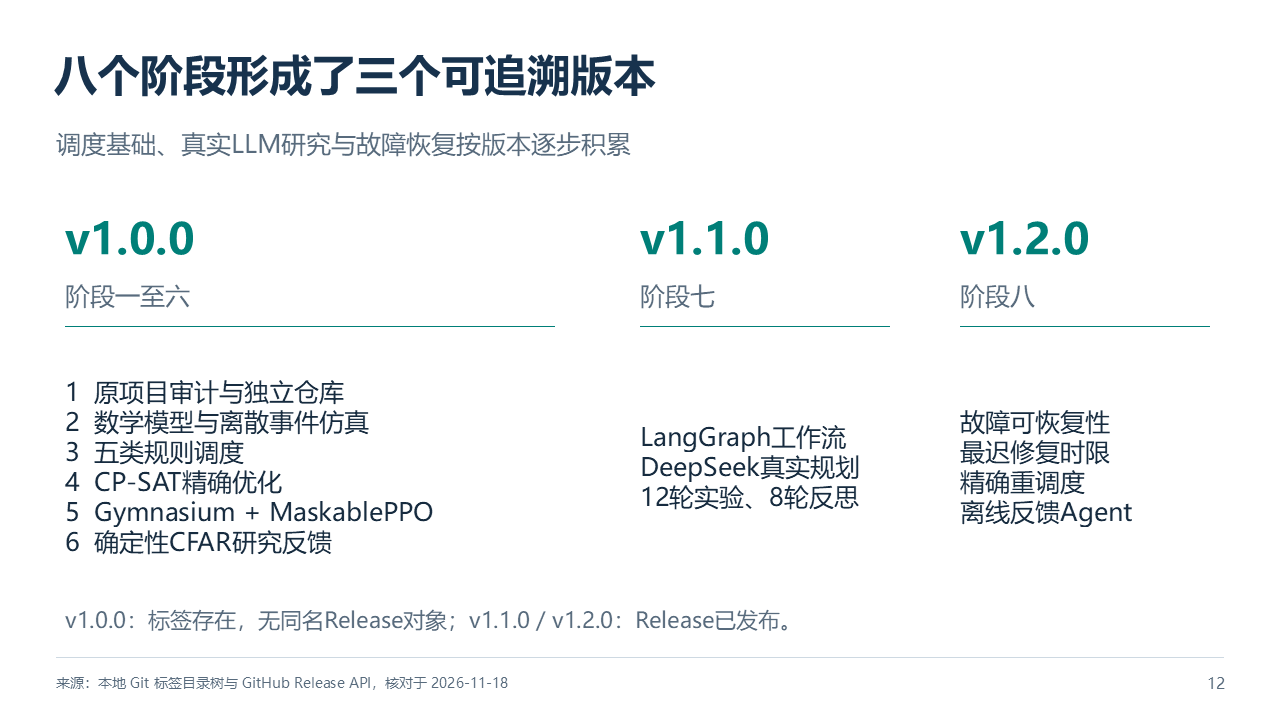 八个阶段形成了三个可追溯版本
调度基础、真实LLM研究与故障恢复按版本逐步积累
v1.0.0
阶段一至六
1 原项目审计与独立仓库
2 数学模型与离散事件仿真
3 五类规则调度
4 CP-SAT精确优化
5 Gymnasium + MaskablePPO
6 确定性CFAR研究反馈
v1.1.0
阶段七
LangGraph工作流
DeepSeek真实规划
12轮实验、8轮反思
v1.2.0
阶段八
故障可恢复性
最迟修复时限
精确重调度
离线反馈Agent
v1.0.0：标签存在，无同名Release对象；v1.1.0 / v1.2.0：Release已发布。
来源：本地 Git 标签目录树与 GitHub Release API，核对于 2026-11-18
12